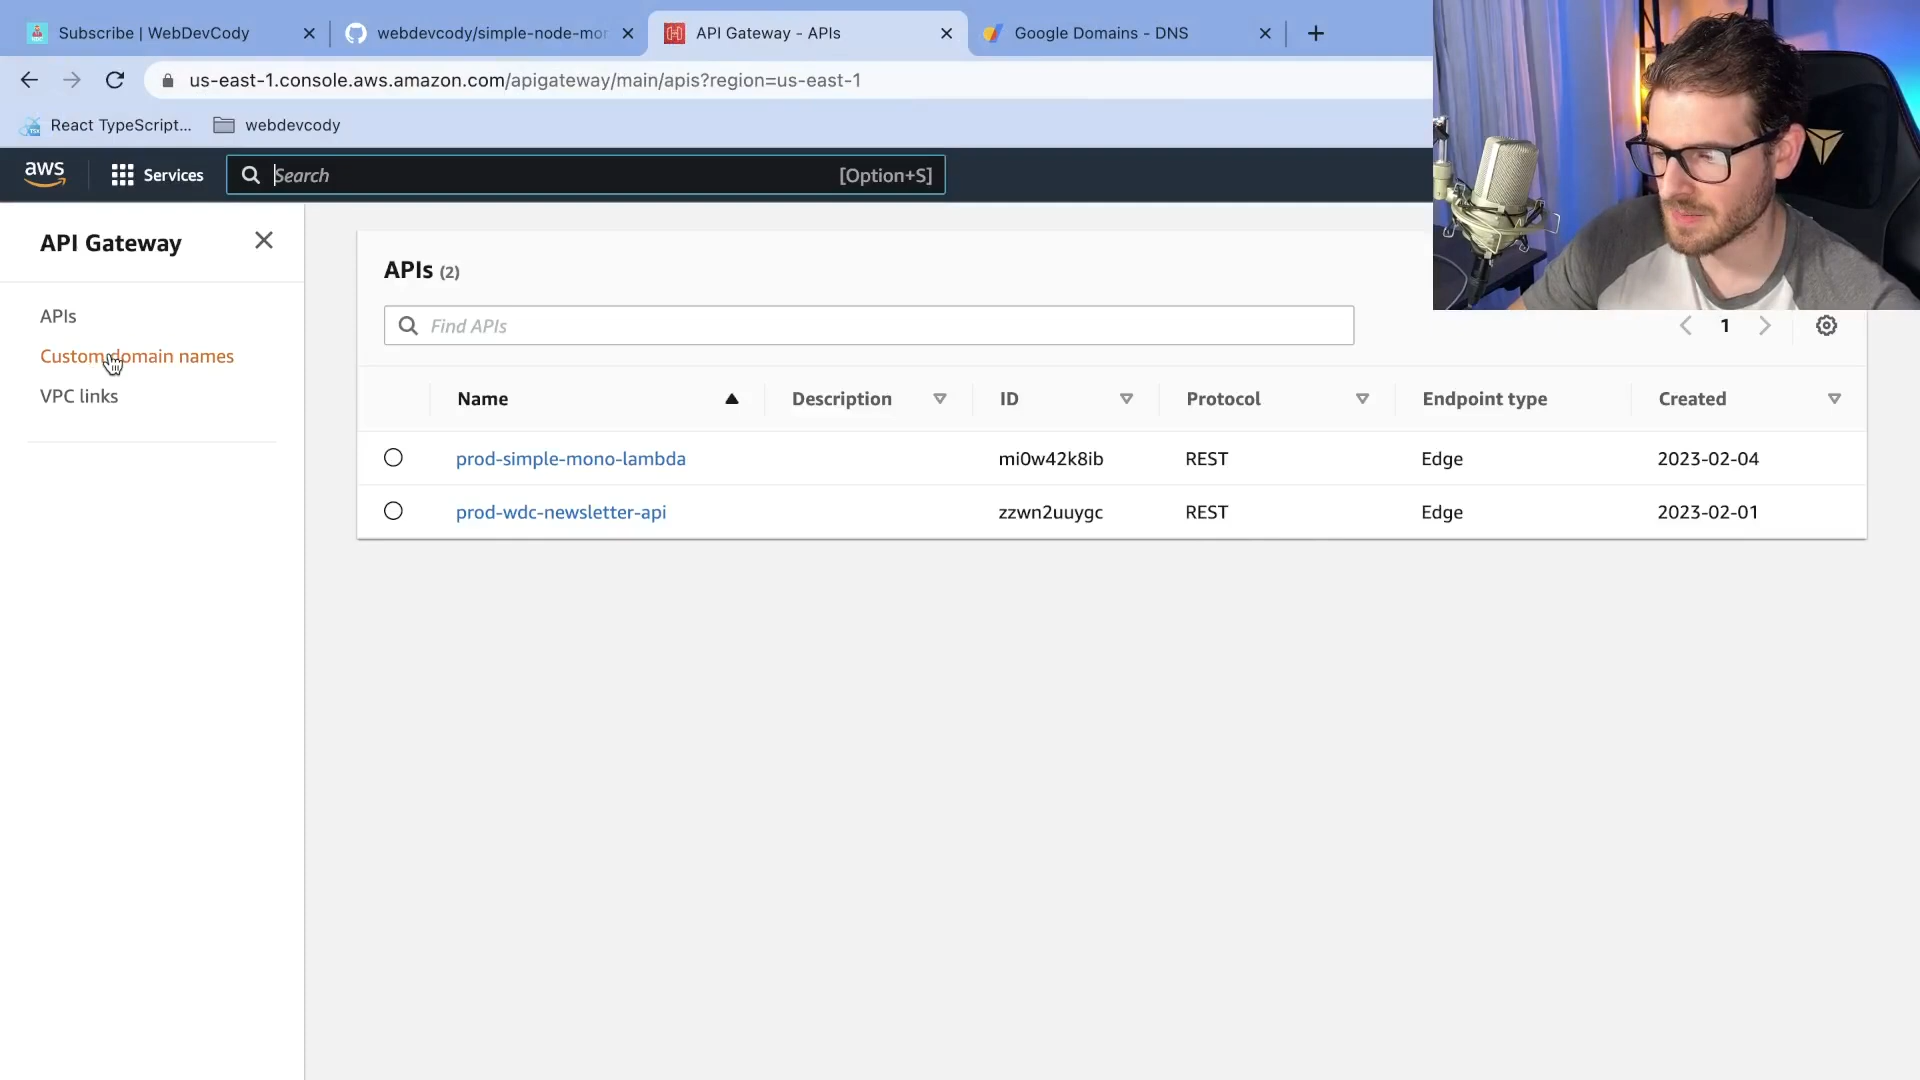 Subscribe | WebDevCody
webdevcody/simple-node-mon
API Gateway - APIs
Google Domains - DNS
us-east-1.console.aws.amazon.com/apigateway/main/apis?region=us-east-1
React TypeScript...
webdevcody
aws
Services
Search
[Option+S]
API Gateway
APIs
Custom domain names
VPC links
APIs (2)
Find APIs
1
Name Description ID Protocol Endpoint type Created
prod-simple-mono-lambda mi0w42k8ib REST Edge 2023-02-04
prod-wdc-newsletter-api zzwn2uuygc REST Edge 2023-02-01